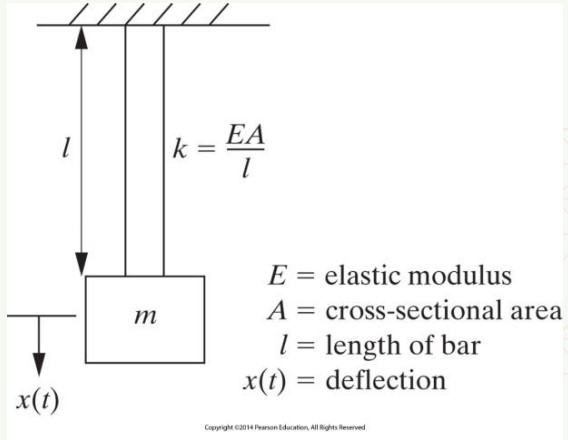 l
k = EA/l
m
E = elastic modulus
A = cross-sectional area
l = length of bar
x(t) = deflection
x(t)
Copyright ©2014 Pearson Education, All Rights Reserved